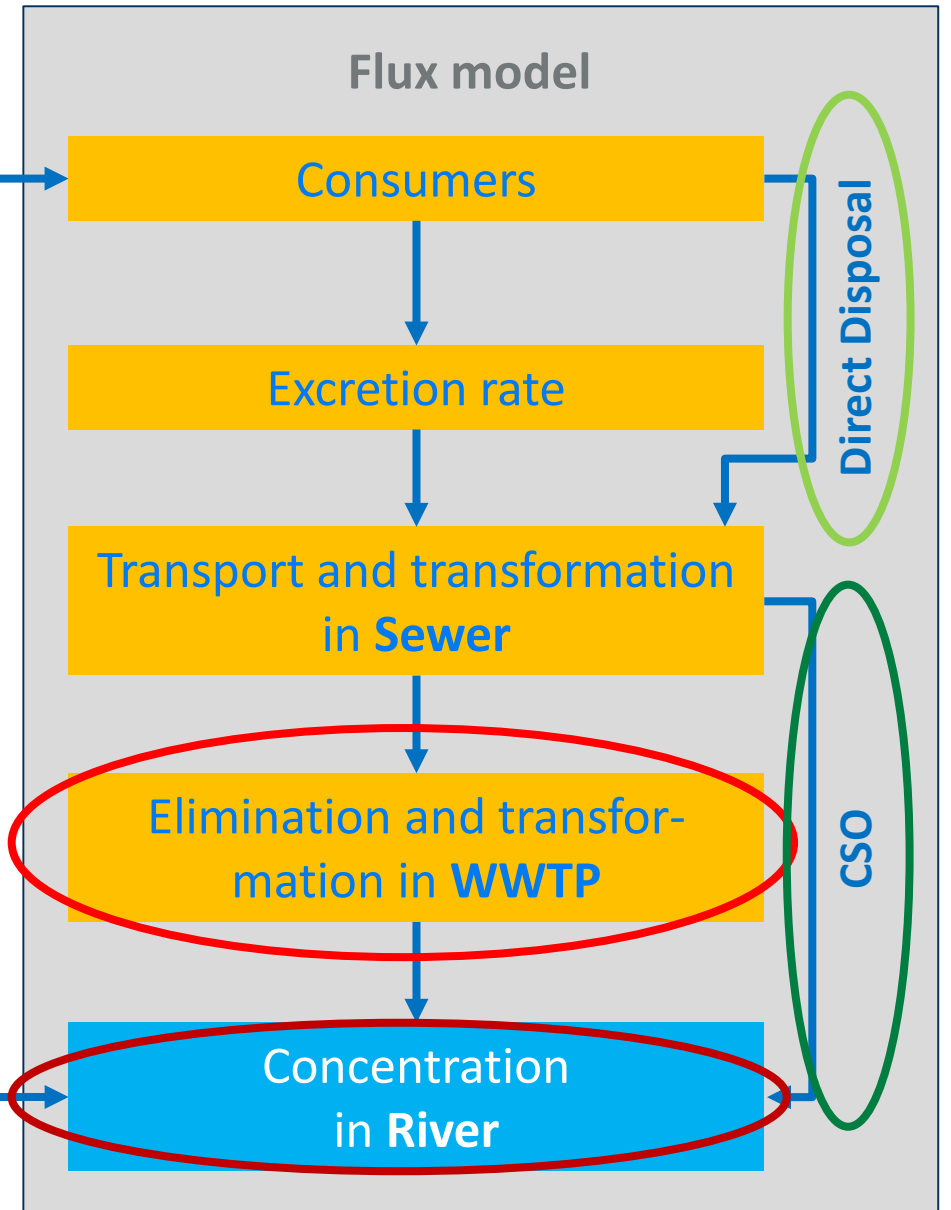 Flux model
Consumers
Direct Disposal
Excretion rate
Transport and transformation
in Sewer
Elimination and transfor-
mation in WWTP
CSO
Concentration
in River